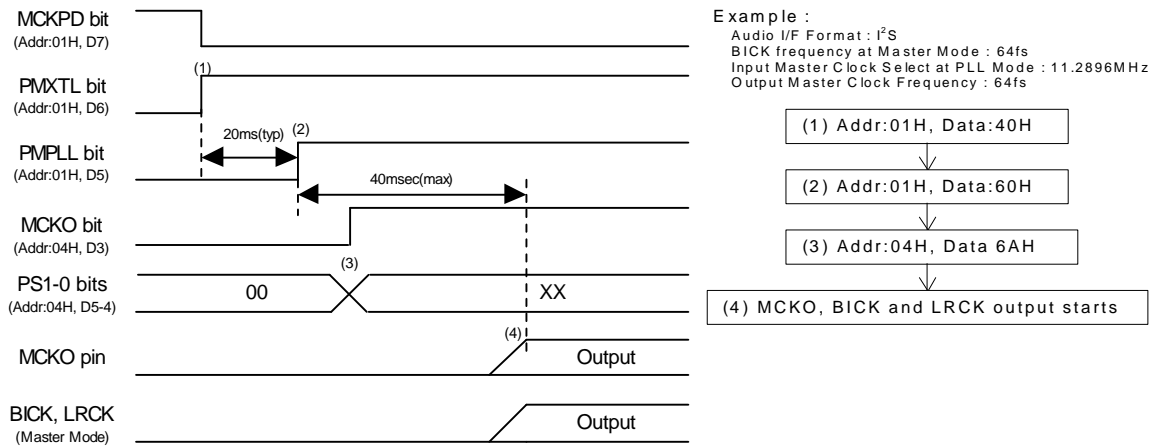 MCKPD bit
(Addr:01H, D7)
(1)
PMXTL bit
(Addr:01H, D6)
20ms(typ) (2)
PMPLL bit
(Addr:01H, D5)
40msec(max)
MCKO bit
(Addr:04H, D3)
(3)
PS1-0 bits
(Addr:04H, D5-4)
00
XX
(4)
MCKO pin
Output
BICK, LRCK
(Master Mode)
Output
Example :
Audio I/F Format : I²S
BICK frequency at Master Mode : 64fs
Input Master Clock Select at PLL Mode : 11.2896MHz
Output Master Clock Frequency : 64fs
(1) Addr:01H, Data:40H
(2) Addr:01H, Data:60H
(3) Addr:04H, Data 6AH
(4) MCKO, BICK and LRCK output starts